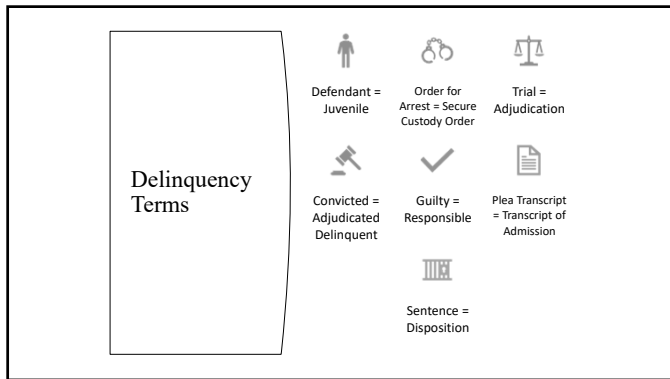 Delinquency
Terms
Defendant =
Juvenile
Order for
Arrest = Secure
Custody Order
Trial =
Adjudication
Convicted =
Adjudicated
Delinquent
Guilty =
Responsible
Plea Transcript
= Transcript of
Admission
Sentence =
Disposition